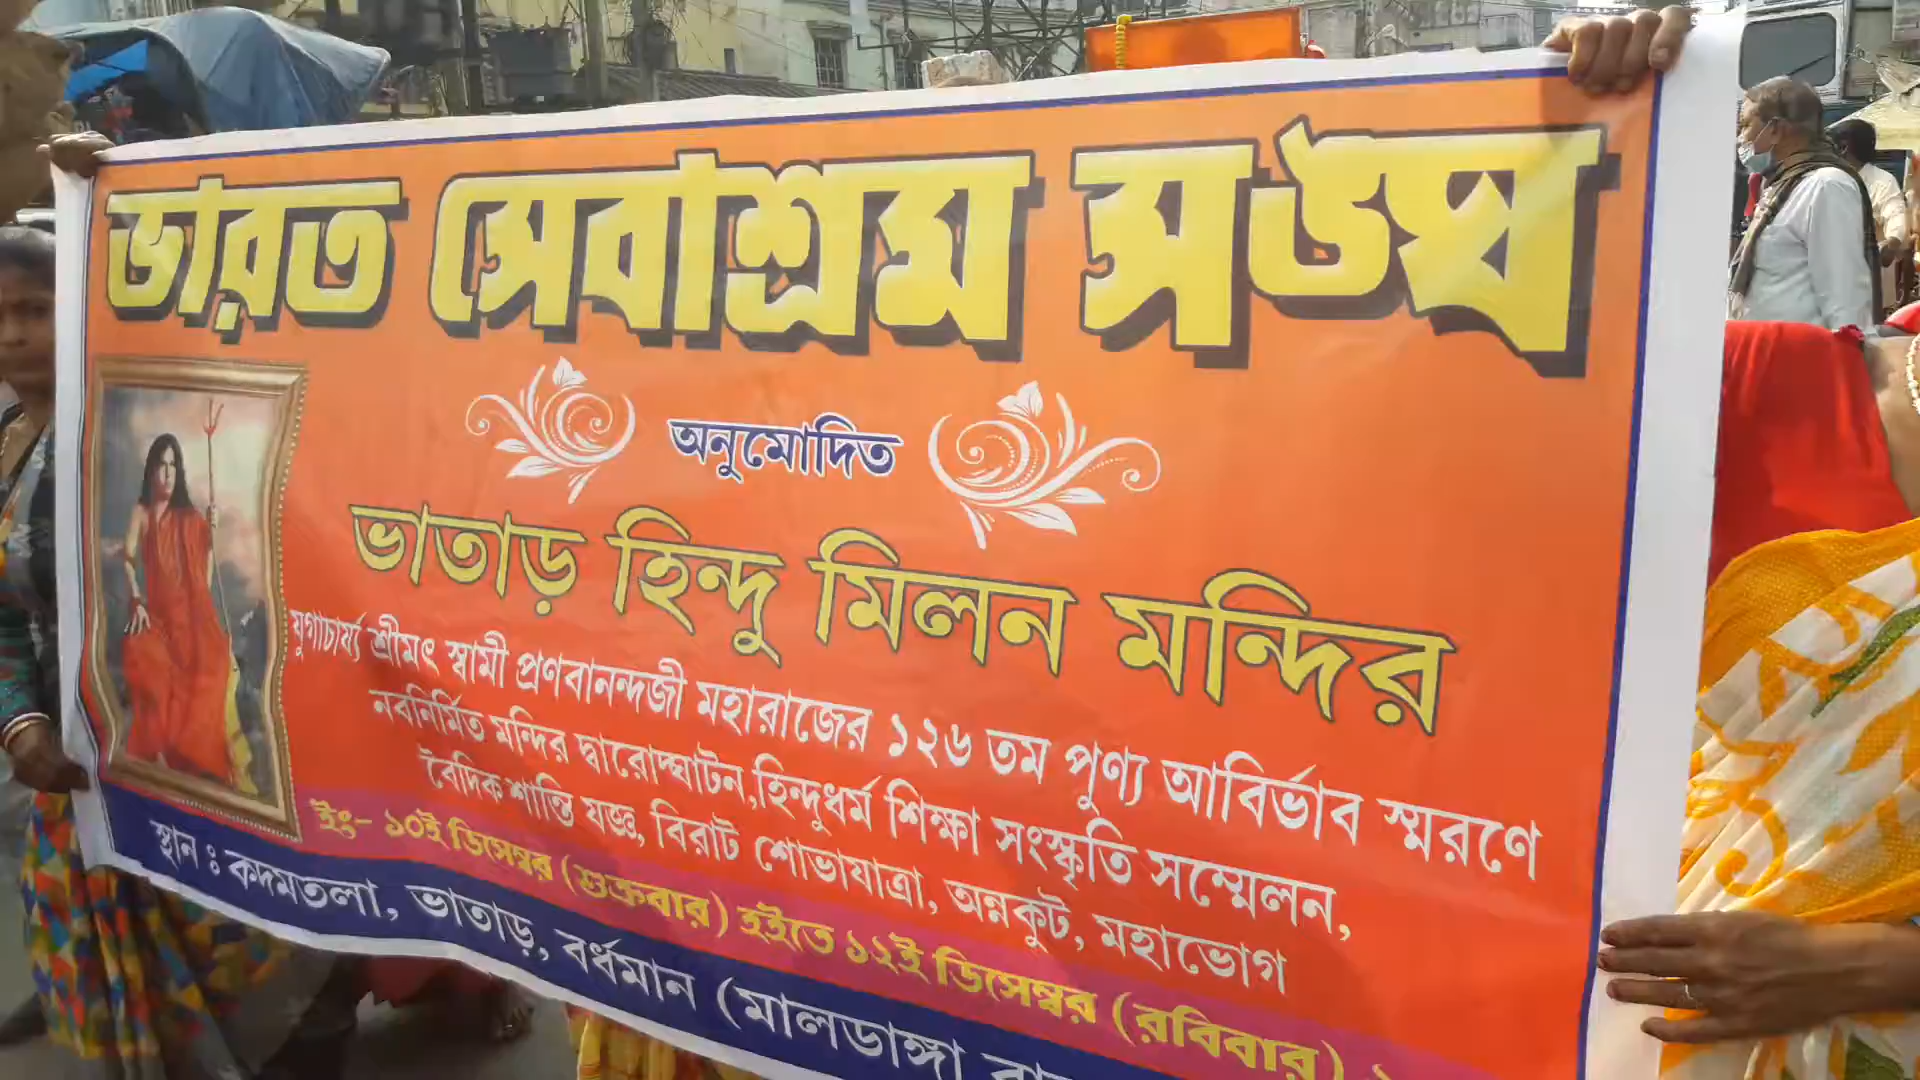 ভারত সেবাশ্রম সঙ্ঘ
অনুমোদিত
ভাতাড় হিন্দু মিলন মন্দির
যুগাচার্য্য শ্রীমৎ স্বামী প্রণবানন্দজী মহারাজের ১২৬ তম পুণ্য আবির্ভাব স্মরণে
নবনির্মিত মন্দির দ্বারোদ্ঘাটন,হিন্দুধর্ম শিক্ষা সংস্কৃতি সম্মেলন,
বৈদিক শান্তি যজ্ঞ, বিরাট শোভাযাত্রা, অন্নকুট, মহাভোগ
ইং- ১০ই ডিসেম্বর (শুক্রবার) হইতে ১২ই ডিসেম্বর (রবিবার)
স্থান ঃ কদমতলা, ভাতাড়, বর্ধমান (মালডাঙ্গা